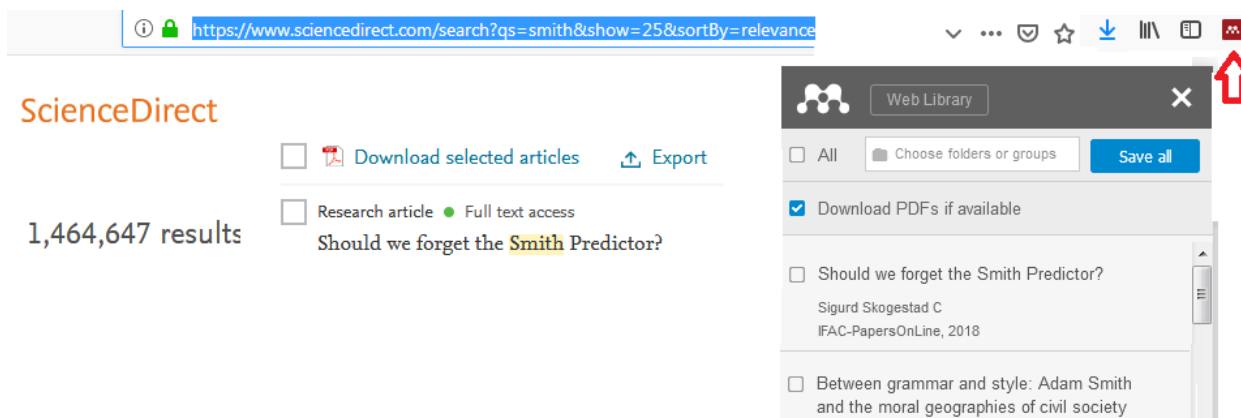 https://www.sciencedirect.com/search?qs=smith&show=25&sortBy=relevance
ScienceDirect
Download selected articles Export
1,464,647 results
Research article Full text access
Should we forget the Smith Predictor?
Web Library
All Choose folders or groups Save all
Download PDFs if available
Should we forget the Smith Predictor?
Sigurd Skogestad C
IFAC-PapersOnLine, 2018
Between grammar and style: Adam Smith
and the moral geographies of civil society